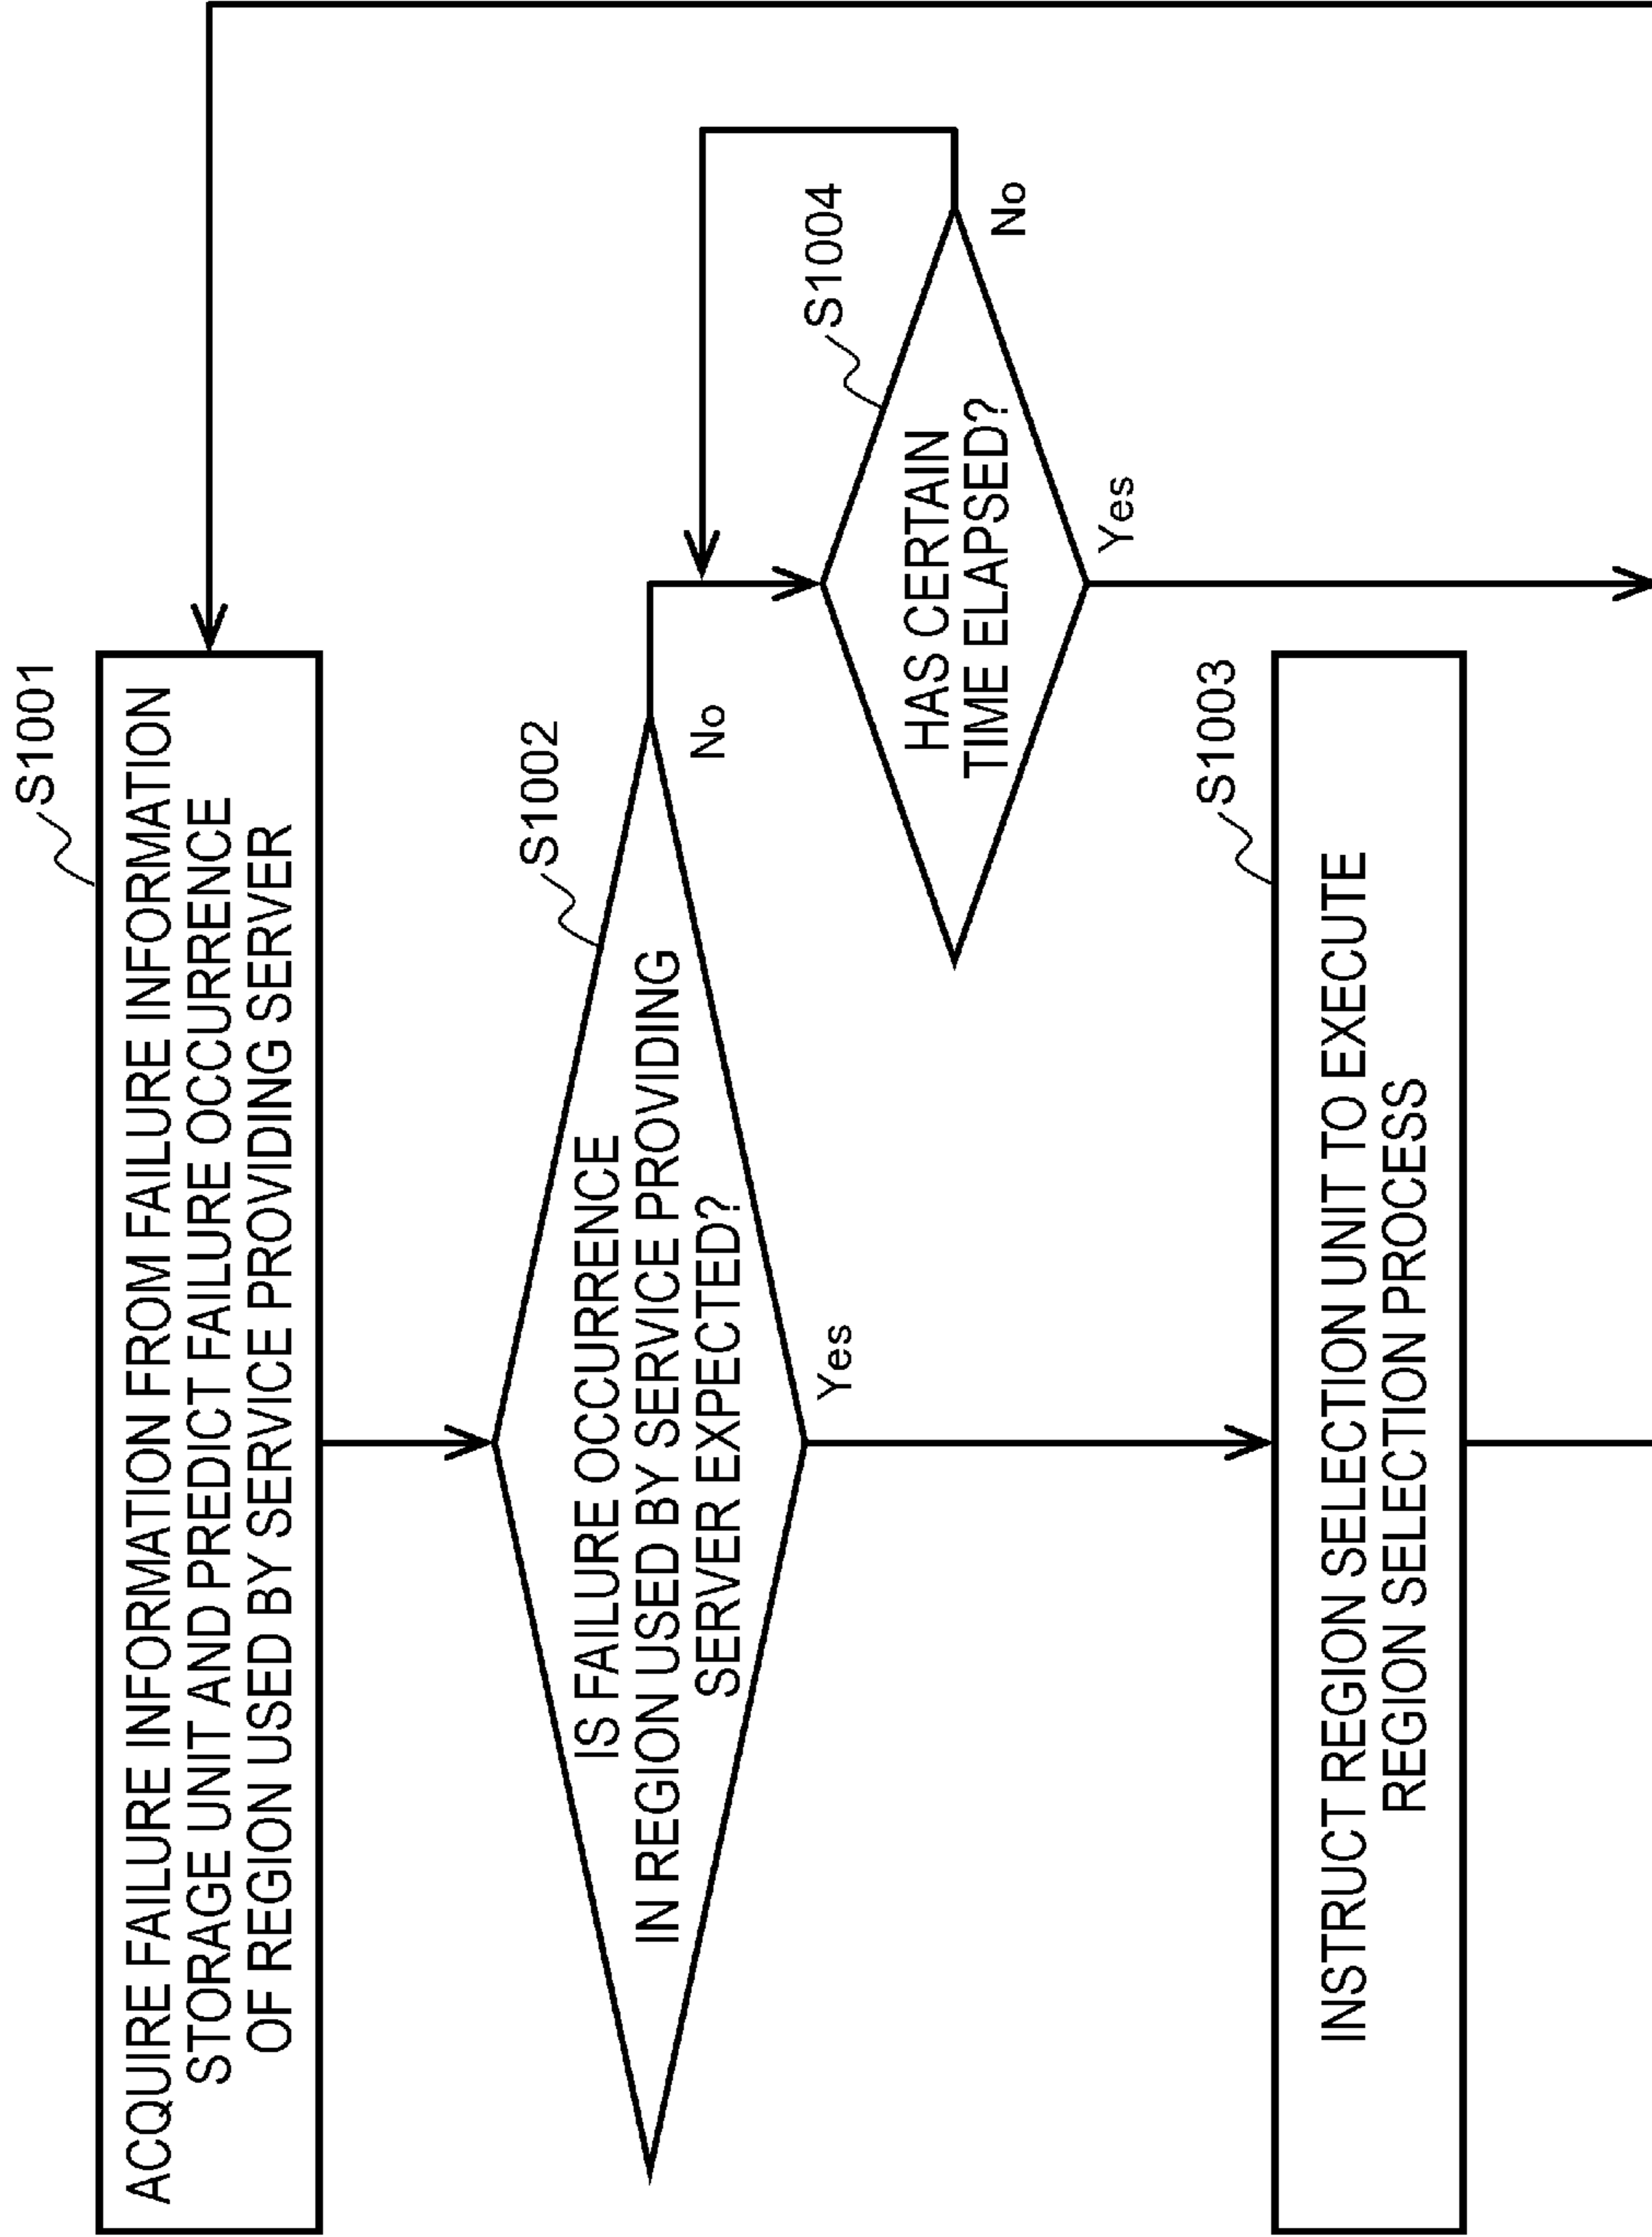 S1001
ACQUIRE FAILURE INFORMATION FROM FAILURE INFORMATION
STORAGE UNIT AND PREDICT FAILURE OCCURRENCE
OF REGION USED BY SERVICE PROVIDING SERVER
S1002
IS FAILURE OCCURRENCE
IN REGION USED BY SERVICE PROVIDING
SERVER EXPECTED?
No
Yes
S1004
HAS CERTAIN
TIME ELAPSED?
No
Yes
S1003
INSTRUCT REGION SELECTION UNIT TO EXECUTE
REGION SELECTION PROCESS